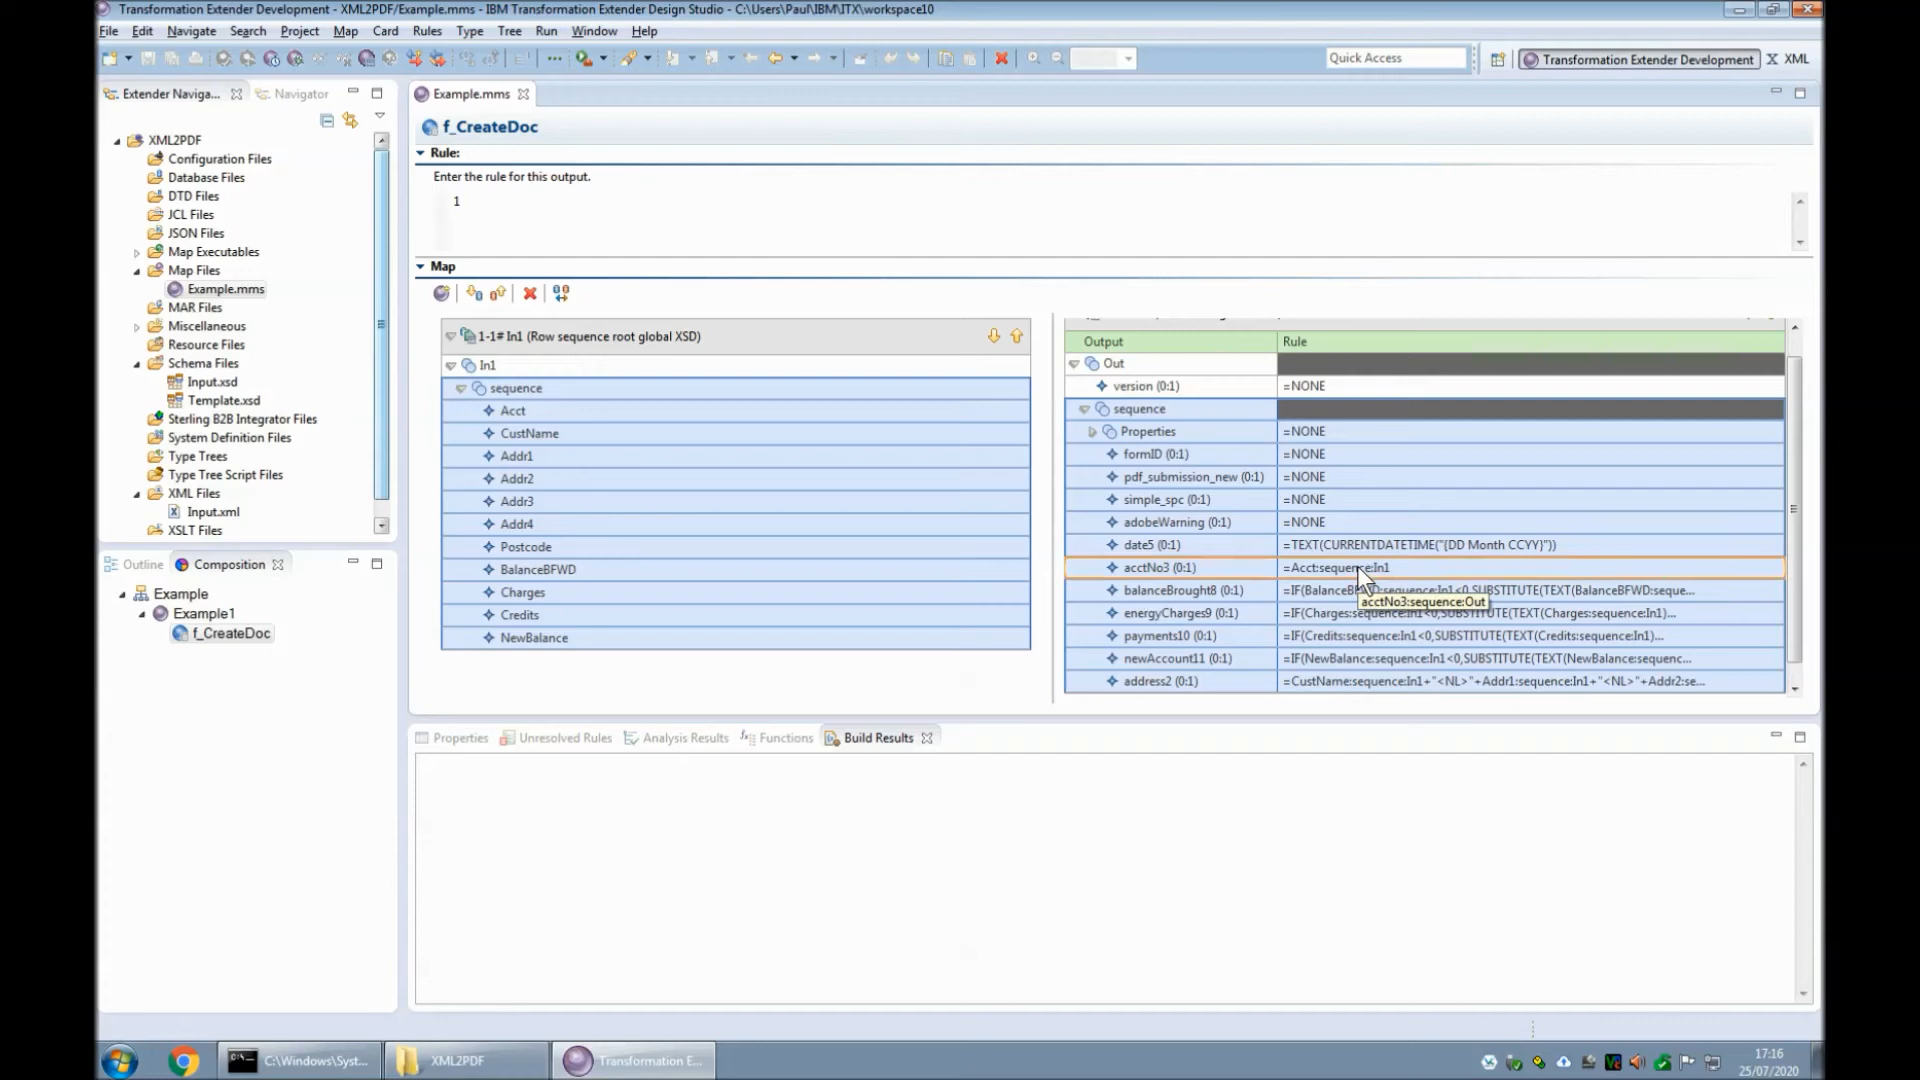 Transformation Extender Development - XML2PDF/Example.mms - IBM Transformation Extender Design Studio - C:\Users\Paul\IBM\ITX\workspace10
File Edit Navigate Search Project Map Card Rules Type Tree Run Window Help
Quick Access
Transformation Extender Development
XML
Extender Naviga...
Navigator
XML2PDF
Configuration Files
Database Files
DTD Files
JCL Files
JSON Files
Map Executables
Map Files
Example.mms
MAR Files
Miscellaneous
Resource Files
Schema Files
Input.xsd
Template.xsd
Sterling B2B Integrator Files
System Definition Files
Type Trees
Type Tree Script Files
XML Files
Input.xml
XSLT Files
Outline
Composition
Example
Example1
f_CreateDoc
Example.mms
f_CreateDoc
Rule:
Enter the rule for this output.
1
Map
1-1# In1 (Row sequence root global XSD)
In1
sequence
Acct
CustName
Addr1
Addr2
Addr3
Addr4
Postcode
BalanceBFWD
Charges
Credits
NewBalance
Output Rule
Out
version (0:1) =NONE
sequence
Properties =NONE
formID (0:1) =NONE
pdf_submission_new (0:1) =NONE
simple_spc (0:1) =NONE
adobeWarning (0:1) =NONE
date5 (0:1) =TEXT(CURRENTDATETIME("{DD Month CCYY}"))
acctNo3 (0:1) =Acct:sequence:In1
balanceBrought8 (0:1) =IF(BalanceBFWD:sequence:In1<0,SUBSTITUTE(TEXT(BalanceBFWD:seque...
acctNo3:sequence:Out
energyCharges9 (0:1) =IF(Charges:sequence:In1<0,SUBSTITUTE(TEXT(Charges:sequence:In1)...
payments10 (0:1) =IF(Credits:sequence:In1<0,SUBSTITUTE(TEXT(Credits:sequence:In1)...
newAccount11 (0:1) =IF(NewBalance:sequence:In1<0,SUBSTITUTE(TEXT(NewBalance:sequenc...
address2 (0:1) =CustName:sequence:In1+"<NL>"+Addr1:sequence:In1+"<NL>"+Addr2:se...
Properties
Unresolved Rules
Analysis Results
Functions
Build Results
C:\Windows\Syst...
XML2PDF
Transformation E...
17:16
25/07/2020